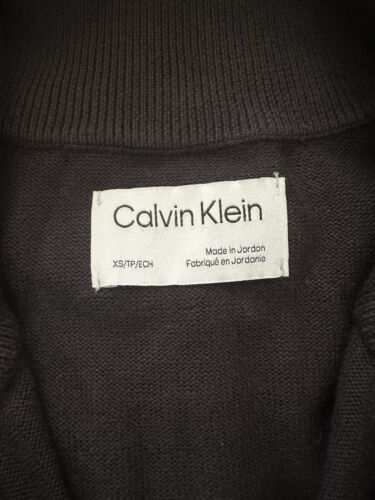 Calvin Klein
Made in Jordan
XS/TP/ECH Fabriqué en Jordanie